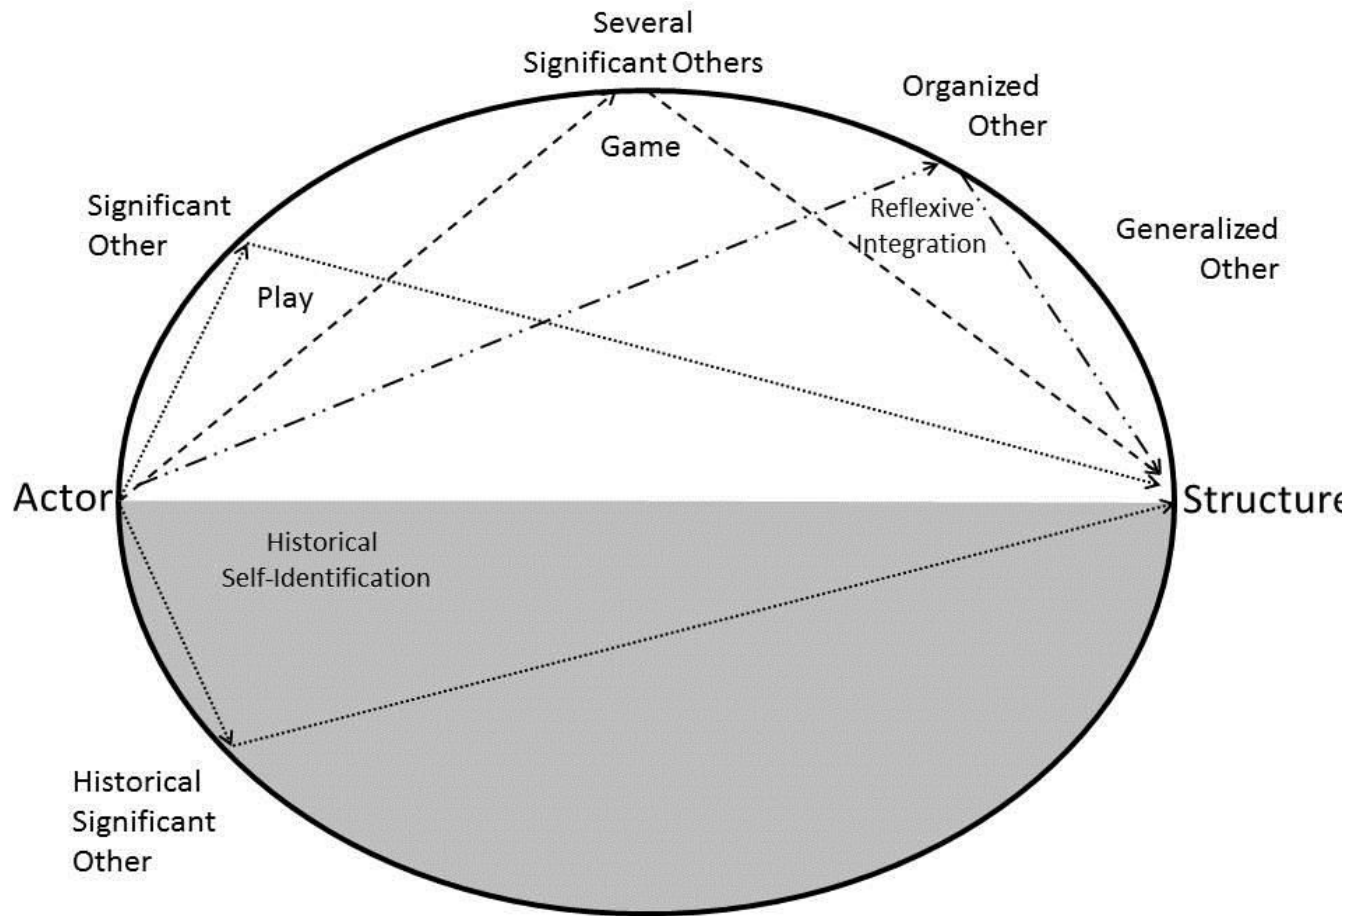 Several
Significant Others
Organized
Other
Game
Significant
Other
Reflexive
Integration
Generalized
Other
Play
Actor
Structure
Historical
Self-Identification
Historical
Significant
Other